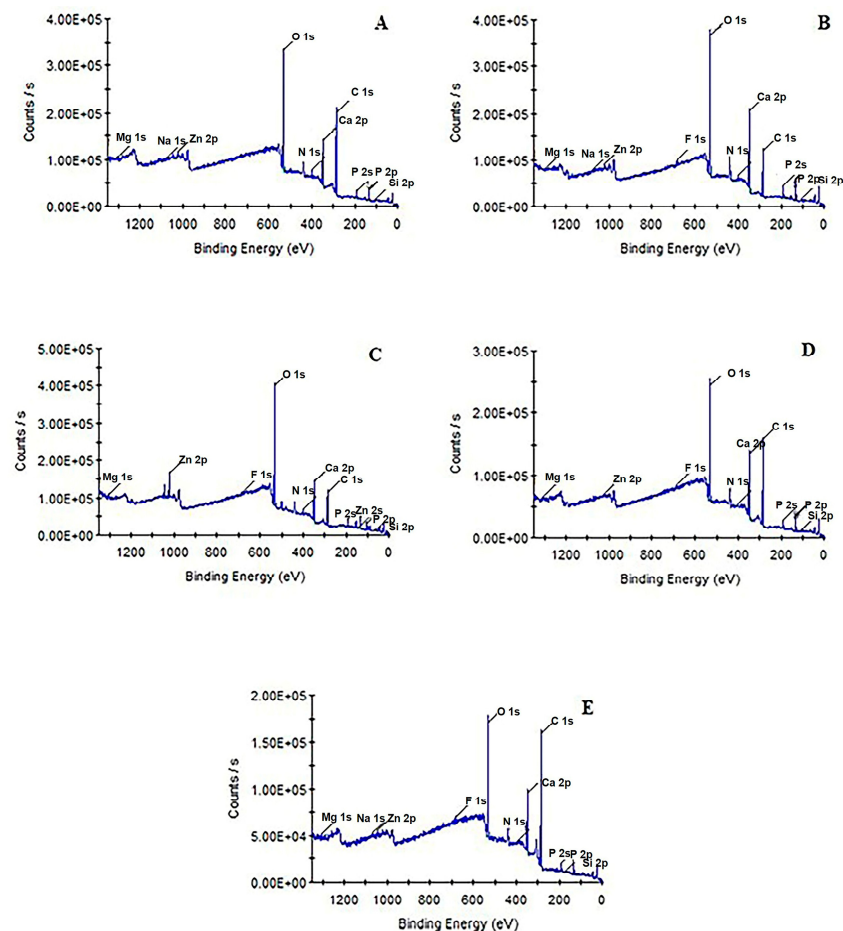 A
4.00E+05
3.00E+05
2.00E+05
1.00E+05
0.00E+00
Counts / s
O 1s
C 1s
Ca 2p
Mg 1s
Na 1s
Zn 2p
N 1s
P 2s
P 2p
Si 2p
1200 1000 800 600 400 200 0
Binding Energy (eV)
B
4.00E+05
3.00E+05
2.00E+05
1.00E+05
0.00E+00
Counts / s
O 1s
Ca 2p
C 1s
Mg 1s
Na 1s
Zn 2p
F 1s
N 1s
P 2s
P 2p
Si 2p
1200 1000 800 600 400 200 0
Binding Energy (eV)
C
5.00E+05
4.00E+05
3.00E+05
2.00E+05
1.00E+05
0.00E+00
Counts / s
O 1s
Zn 2p
Ca 2p
Mg 1s
F 1s
C 1s
N 1s
P 2s
Zn 2s
P 2p
Si 2p
1200 1000 800 600 400 200 0
Binding Energy (eV)
D
3.00E+05
2.00E+05
1.00E+05
0.00E+00
Counts / s
O 1s
C 1s
Ca 2p
Mg 1s
Zn 2p
F 1s
N 1s
P 2s
P 2p
Si 2p
1200 1000 800 600 400 200 0
Binding Energy (eV)
E
2.00E+05
1.50E+05
1.00E+05
5.00E+04
0.00E+00
Counts / s
O 1s
C 1s
Ca 2p
F 1s
Mg 1s
Na 1s
Zn 2p
N 1s
P 2s
P 2p
Si 2p
1200 1000 800 600 400 200 0
Binding Energy (eV)